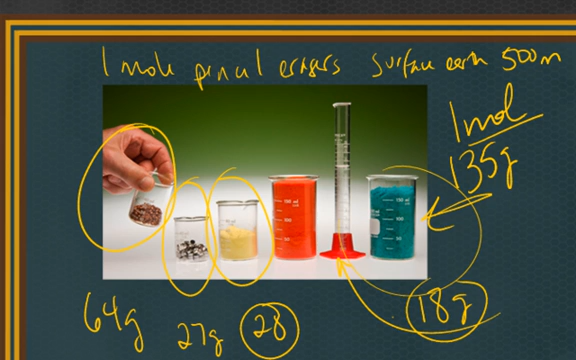 1 mole pencil erasers surface earth 500m
1 mol
135g
64g
27g
28
18g